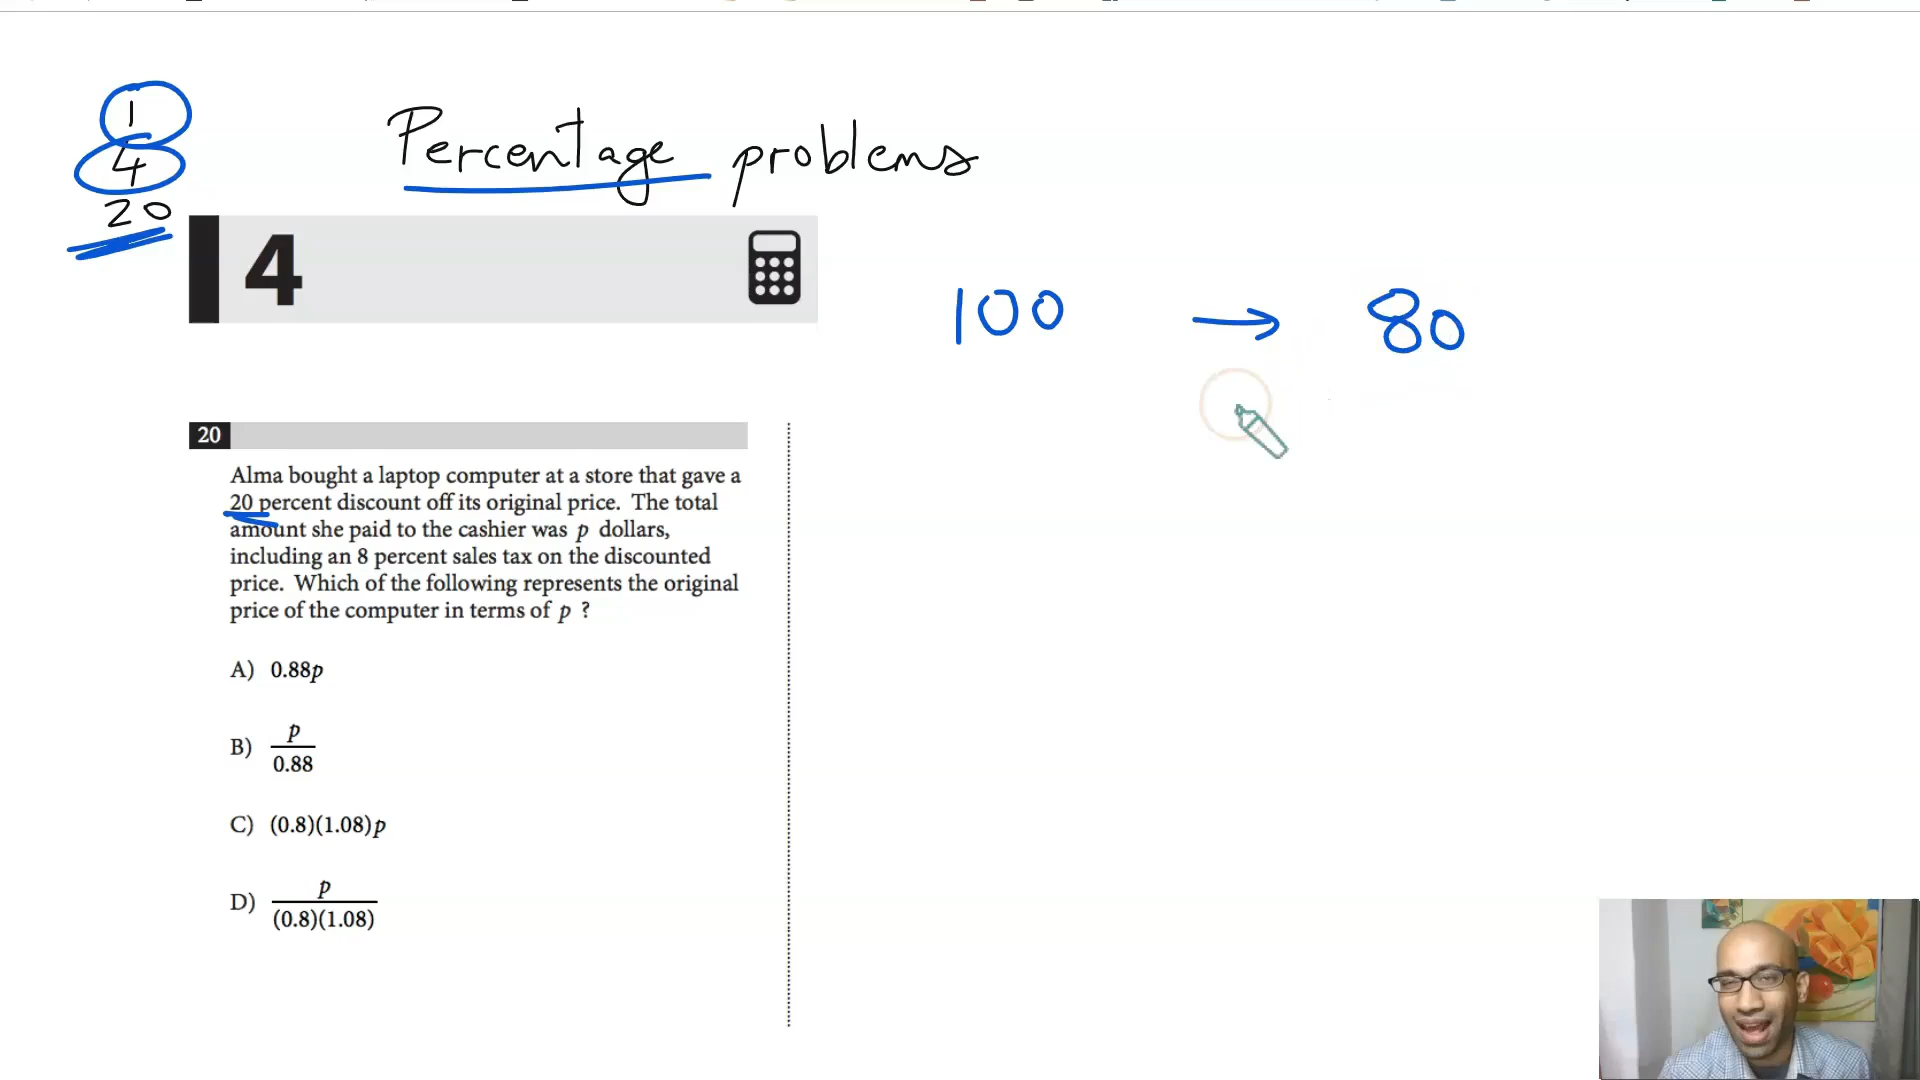 1
4
20
Percentage problems
4
100 → 80
20
Alma bought a laptop computer at a store that gave a
20 percent discount off its original price. The total
amount she paid to the cashier was p dollars,
including an 8 percent sales tax on the discounted
price. Which of the following represents the original
price of the computer in terms of p ?
A) 0.88p
B) p
0.88
C) (0.8)(1.08)p
D) p
(0.8)(1.08)